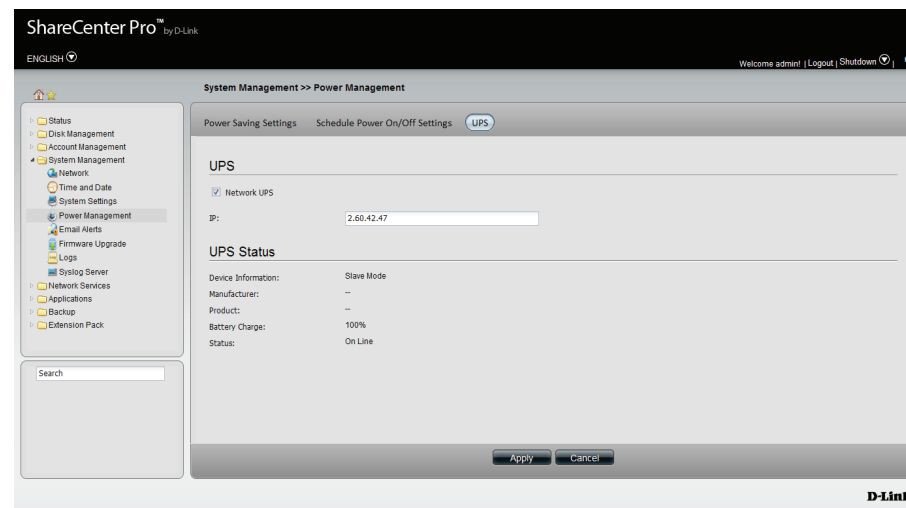 ShareCenter Pro™ by D-Link
ENGLISH
Welcome admin! | Logout | Shutdown |
System Management >> Power Management
Status
Disk Management
Account Management
System Management
Network
Time and Date
System Settings
Power Management
Email Alerts
Firmware Upgrade
Logs
Syslog Server
Network Services
Applications
Backup
Extension Pack
Search
Power Saving Settings Schedule Power On/Off Settings UPS
UPS
Network UPS
IP: 2.60.42.47
UPS Status
Device Information: Slave Mode
Manufacturer: --
Product: --
Battery Charge: 100%
Status: On Line
Apply Cancel
D-Link